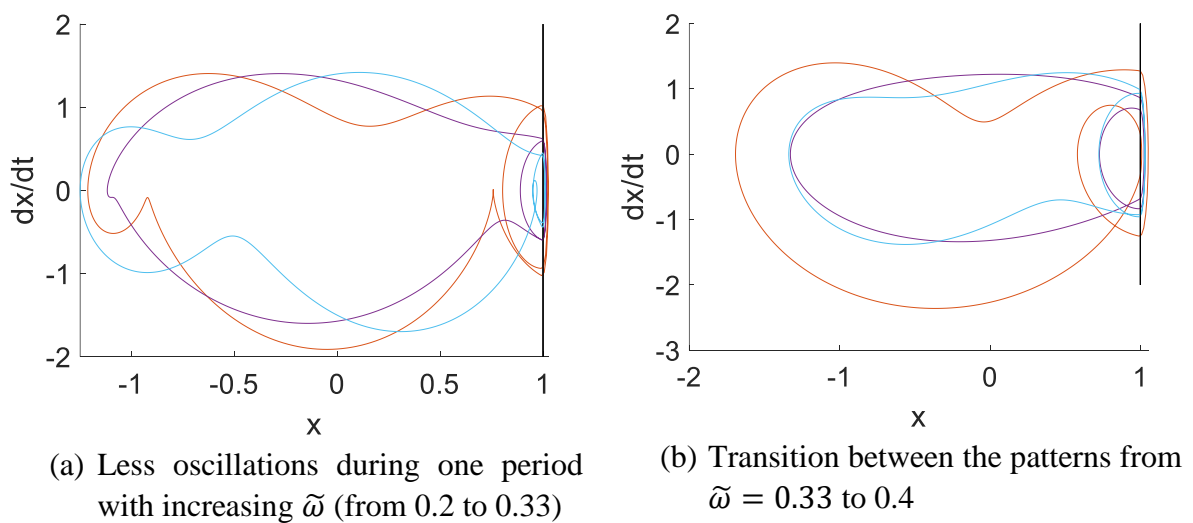 2
1
0
-1
-2
dx/dt
-1
-0.5
0
0.5
1
x
(a) Less oscillations during one period
with increasing ω̃ (from 0.2 to 0.33)
2
1
0
-1
-2
-3
dx/dt
-2
-1
0
1
x
(b) Transition between the patterns from
ω̃ = 0.33 to 0.4